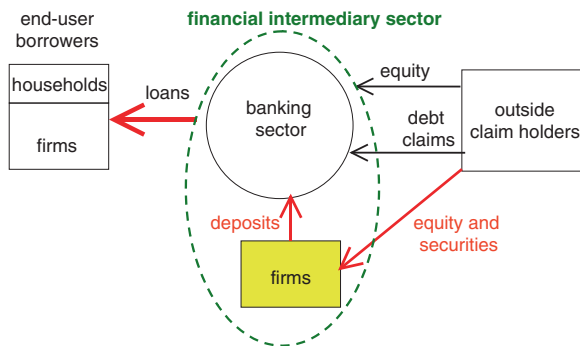 financial intermediary sector
end-user
borrowers
households
firms
loans
banking
sector
equity
debt
claims
outside
claim holders
deposits
equity and
securities
firms